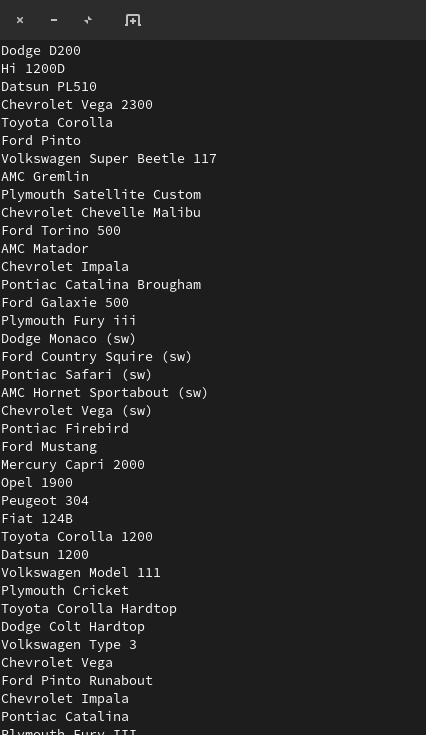 Dodge D200
Hi 1200D
Datsun PL510
Chevrolet Vega 2300
Toyota Corolla
Ford Pinto
Volkswagen Super Beetle 117
AMC Gremlin
Plymouth Satellite Custom
Chevrolet Chevelle Malibu
Ford Torino 500
AMC Matador
Chevrolet Impala
Pontiac Catalina Brougham
Ford Galaxie 500
Plymouth Fury iii
Dodge Monaco (sw)
Ford Country Squire (sw)
Pontiac Safari (sw)
AMC Hornet Sportabout (sw)
Chevrolet Vega (sw)
Pontiac Firebird
Ford Mustang
Mercury Capri 2000
Opel 1900
Peugeot 304
Fiat 124B
Toyota Corolla 1200
Datsun 1200
Volkswagen Model 111
Plymouth Cricket
Toyota Corolla Hardtop
Dodge Colt Hardtop
Volkswagen Type 3
Chevrolet Vega
Ford Pinto Runabout
Chevrolet Impala
Pontiac Catalina
Plymouth Fury III